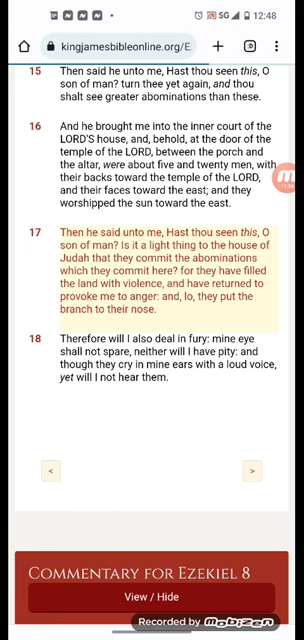 12:48
5G
kingjamesbibleonline.org/E:
15 Then said he unto me, Hast thou seen this, O
son of man? turn thee yet again, and thou
shalt see greater abominations than these.
16 And he brought me into the inner court of the
LORD'S house, and, behold, at the door of the
temple of the LORD, between the porch and
the altar, were about five and twenty men, with
their backs toward the temple of the LORD,
and their faces toward the east; and they
worshipped the sun toward the east.
M
11:04
17 Then he said unto me, Hast thou seen this, O
son of man? Is it a light thing to the house of
Judah that they commit the abominations
which they commit here? for they have filled
the land with violence, and have returned to
provoke me to anger: and, lo, they put the
branch to their nose.
18 Therefore will I also deal in fury: mine eye
shall not spare, neither will I have pity: and
though they cry in mine ears with a loud voice,
yet will I not hear them.
< >
COMMENTARY FOR EZEKIEL 8
View / Hide
Recorded by Mobizen